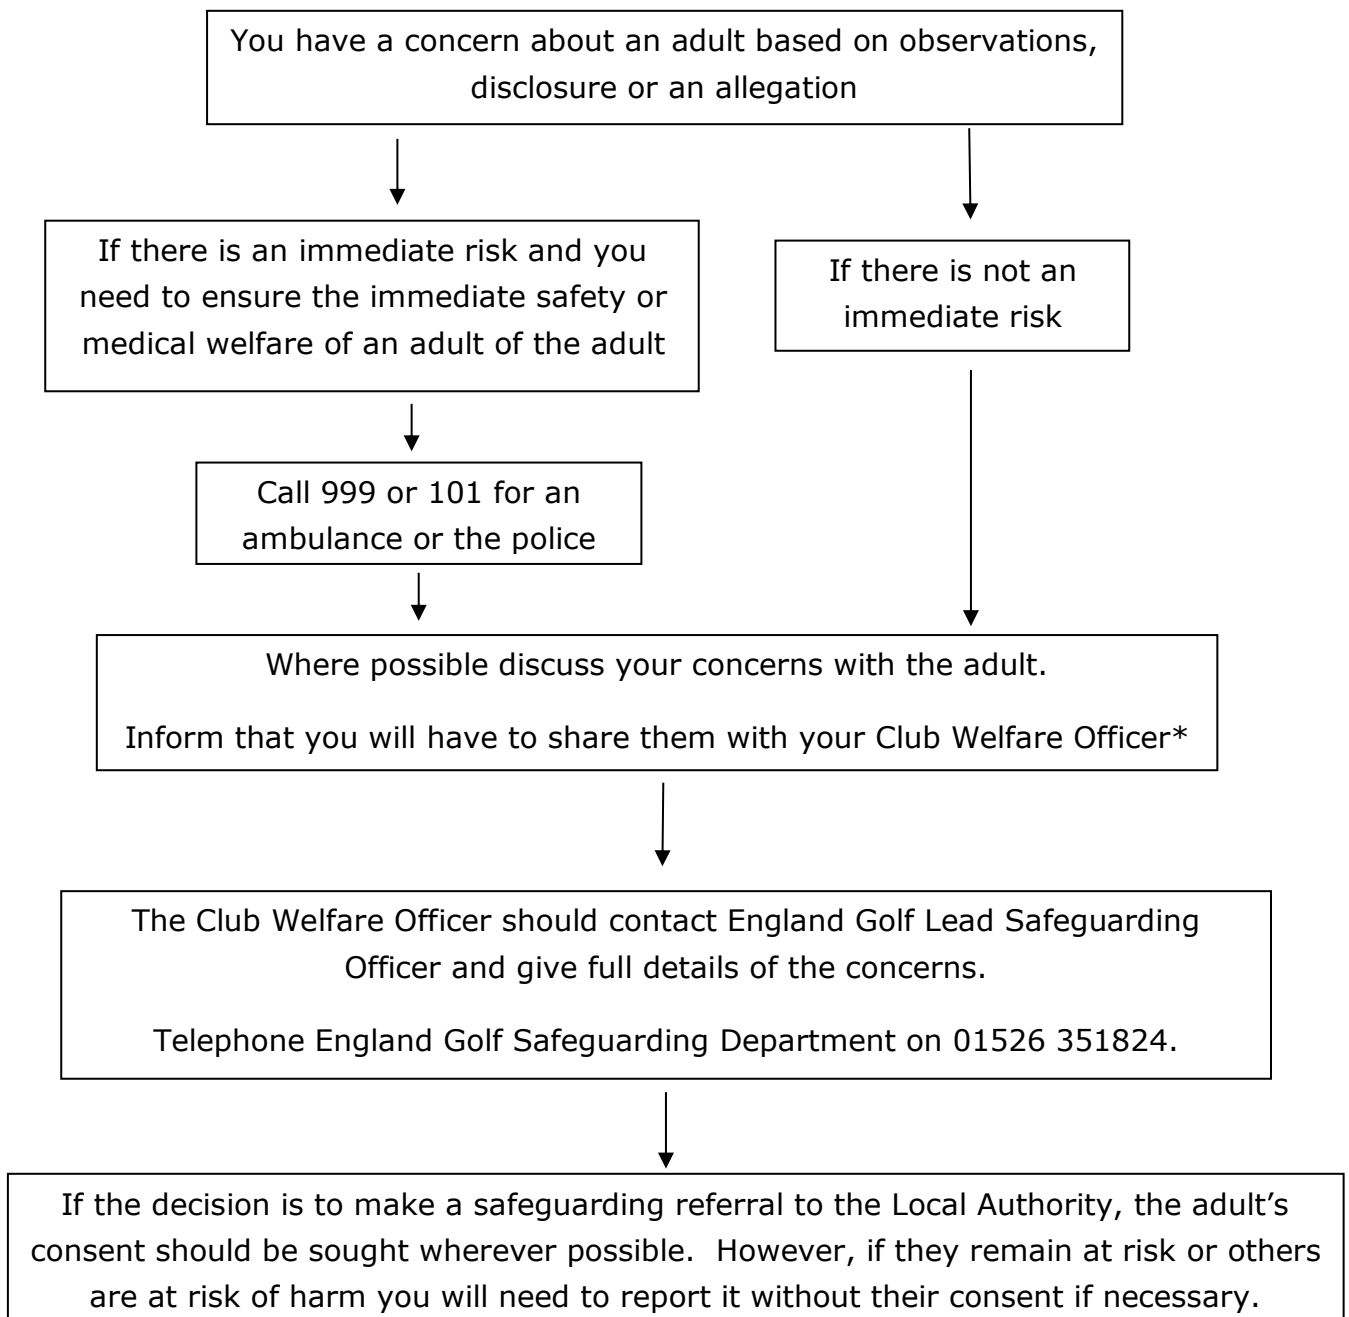 You have a concern about an adult based on observations,
disclosure or an allegation
If there is an immediate risk and you
need to ensure the immediate safety or
medical welfare of an adult of the adult
If there is not an
immediate risk
Call 999 or 101 for an
ambulance or the police
Where possible discuss your concerns with the adult.
Inform that you will have to share them with your Club Welfare Officer*
The Club Welfare Officer should contact England Golf Lead Safeguarding
Officer and give full details of the concerns.
Telephone England Golf Safeguarding Department on 01526 351824.
If the decision is to make a safeguarding referral to the Local Authority, the adult’s
consent should be sought wherever possible.  However, if they remain at risk or others
are at risk of harm you will need to report it without their consent if necessary.